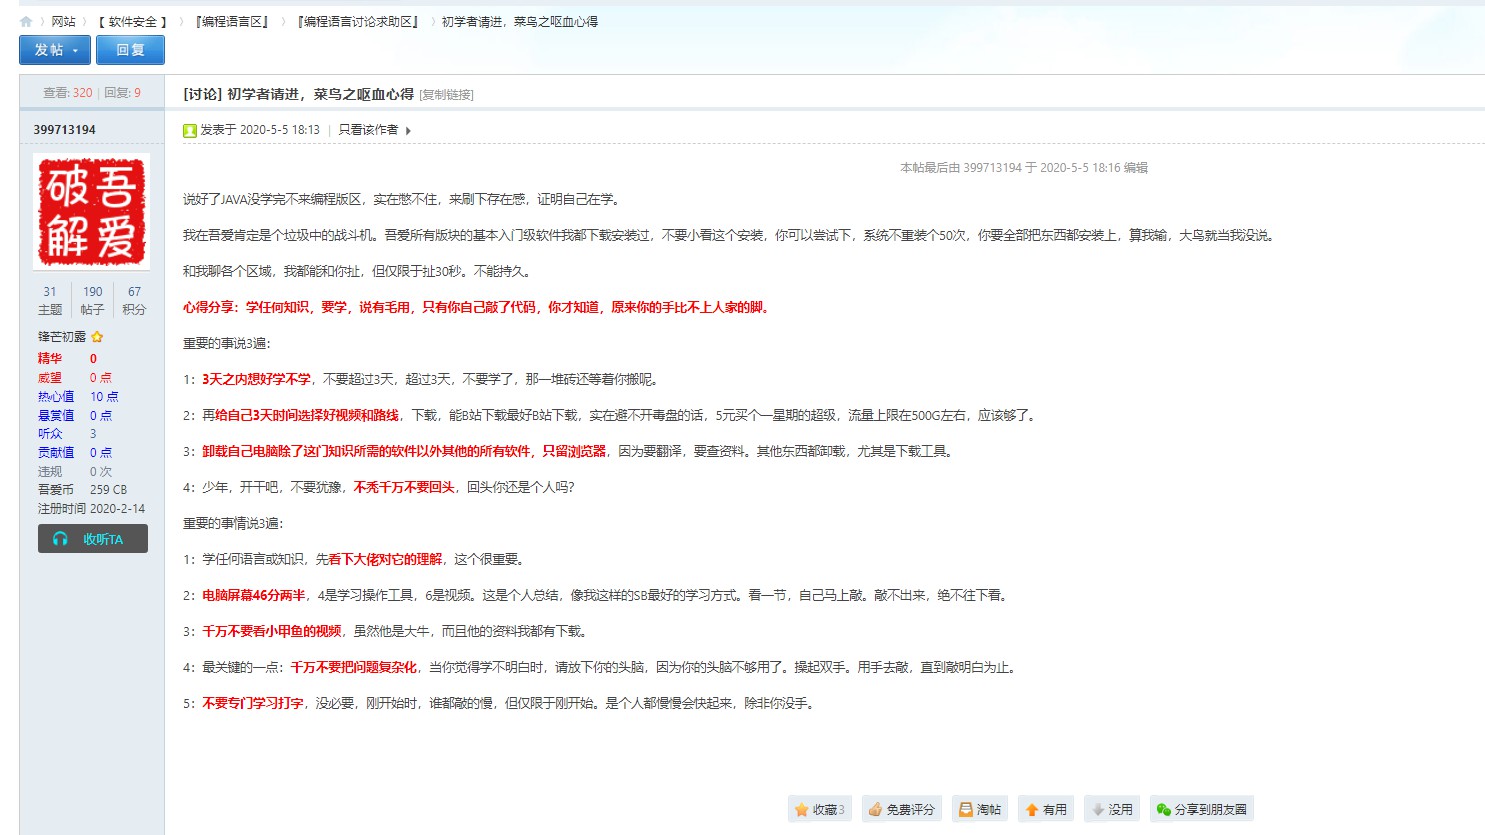 网站 〉 【 软件安全 】 〉 『编程语言区』 〉 『编程语言讨论求助区』 〉 初学者请进，菜鸟之呕血心得
发帖 回复
查看: 320 | 回复: 9
[讨论] 初学者请进，菜鸟之呕血心得 [复制链接]
399713194
发表于 2020-5-5 18:13 | 只看该作者
吾爱破解
本帖最后由 399713194 于 2020-5-5 18:16 编辑
说好了JAVA没学完不来编程版区，实在憋不住，来刷下存在感，证明自己在学。
我在吾爱肯定是个垃圾中的战斗机。吾爱所有版块的基本入门级软件我都下载安装过，不要小看这个安装，你可以尝试下，系统不重装个50次，你要全部把东西都安装上，算我输，大鸟就当我没说。
和我聊各个区域，我都能和你扯，但仅限于扯30秒。不能持久。
心得分享：学任何知识，要学，说有毛用，只有你自己敲了代码，你才知道，原来你的手比不上人家的脚。
重要的事说3遍：
1：3天之内想好学不学，不要超过3天，超过3天，不要学了，那一堆砖还等着你搬呢。
2：再给自己3天时间选择好视频和路线，下载，能B站下载最好B站下载，实在避不开毒盘的话，5元买个一星期的超级，流量上限在500G左右，应该够了。
3：卸载自己电脑除了这门知识所需的软件以外其他的所有软件，只留浏览器，因为要翻译，要查资料。其他东西都卸载，尤其是下载工具。
4：少年，开干吧，不要犹豫，不秃千万不要回头，回头你还是个人吗？
重要的事情说3遍：
1：学任何语言或知识，先看下大佬对它的理解，这个很重要。
2：电脑屏幕46分两半，4是学习操作工具，6是视频。这是个人总结，像我这样的SB最好的学习方式。看一节，自己马上敲。敲不出来，绝不往下看。
3：千万不要看小甲鱼的视频，虽然他是大牛，而且他的资料我都有下载。
4：最关键的一点：千万不要把问题复杂化，当你觉得学不明白时，请放下你的头脑，因为你的头脑不够用了。操起双手。用手去敲，直到敲明白为止。
5：不要专门学习打字，没必要，刚开始时，谁都敲的慢，但仅限于刚开始。是个人都慢慢会快起来，除非你没手。
31 190 67
主题 帖子 积分
锋芒初露
精华 0
威望 0 点
热心值 10 点
悬赏值 0 点
听众 3
贡献值 0 点
违规 0 次
吾爱币 259 CB
注册时间 2020-2-14
收听TA
收藏3 免费评分 淘帖 有用 没用 分享到朋友圈